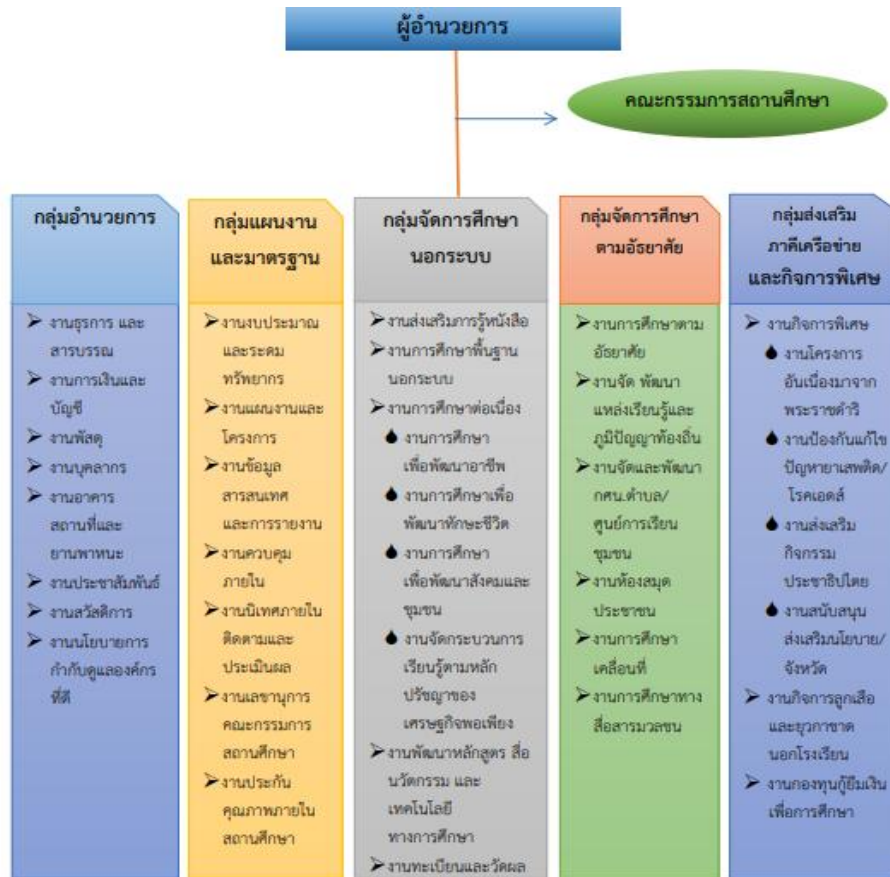 ผู้อำนวยการ
คณะกรรมการสถานศึกษา
กลุ่มอำนวยการ
งานธุรการ และ
สารบรรณ
งานการเงินและ
บัญชี
งานพัสดุ
งานบุคลากร
งานอาคาร
สถานที่และ
ยานพาหนะ
งานประชาสัมพันธ์
งานสวัสดิการ
งานนโยบายการ
กำกับดูแลองค์กร
ที่ดี
กลุ่มแผนงาน
และมาตรฐาน
งานงบประมาณ
และระดม
ทรัพยากร
งานแผนงานและ
โครงการ
งานข้อมูล
สารสนเทศ
และการรายงาน
งานควบคุม
ภายใน
งานนิเทศภายใน
ติดตามและ
ประเมินผล
งานเลขานุการ
คณะกรรมการ
สถานศึกษา
งานประกัน
คุณภาพภายใน
สถานศึกษา
กลุ่มจัดการศึกษา
นอกระบบ
งานส่งเสริมการรู้หนังสือ
งานการศึกษาพื้นฐาน
นอกระบบ
งานการศึกษาต่อเนื่อง
งานการศึกษา
เพื่อพัฒนาอาชีพ
งานการศึกษาเพื่อ
พัฒนาทักษะชีวิต
งานการศึกษา
เพื่อพัฒนาสังคมและ
ชุมชน
งานจัดกระบวนการ
เรียนรู้ตามหลัก
ปรัชญาของ
เศรษฐกิจพอเพียง
งานพัฒนาหลักสูตร สื่อ
นวัตกรรม และ
เทคโนโลยี
ทางการศึกษา
งานทะเบียนและวัดผล
กลุ่มจัดการศึกษา
ตามอัธยาศัย
งานการศึกษาตาม
อัธยาศัย
งานจัด พัฒนา
แหล่งเรียนรู้และ
ภูมิปัญญาท้องถิ่น
งานจัดและพัฒนา
กศน.ตำบล/
ศูนย์การเรียน
ชุมชน
งานห้องสมุด
ประชาชน
งานการศึกษา
เคลื่อนที่
งานการศึกษาทาง
สื่อสารมวลชน
กลุ่มส่งเสริม
ภาคีเครือข่าย
และกิจการพิเศษ
งานกิจการพิเศษ
งานโครงการ
อันเนื่องมาจาก
พระราชดำริ
งานป้องกันแก้ไข
ปัญหายาเสพติด/
โรคเอดส์
งานส่งเสริม
กิจกรรม
ประชาธิปไตย
งานสนับสนุน
ส่งเสริมนโยบาย/
จังหวัด
งานกิจการลูกเสือ
และยุวกาชาด
นอกโรงเรียน
งานกองทุนกู้ยืมเงิน
เพื่อการศึกษา